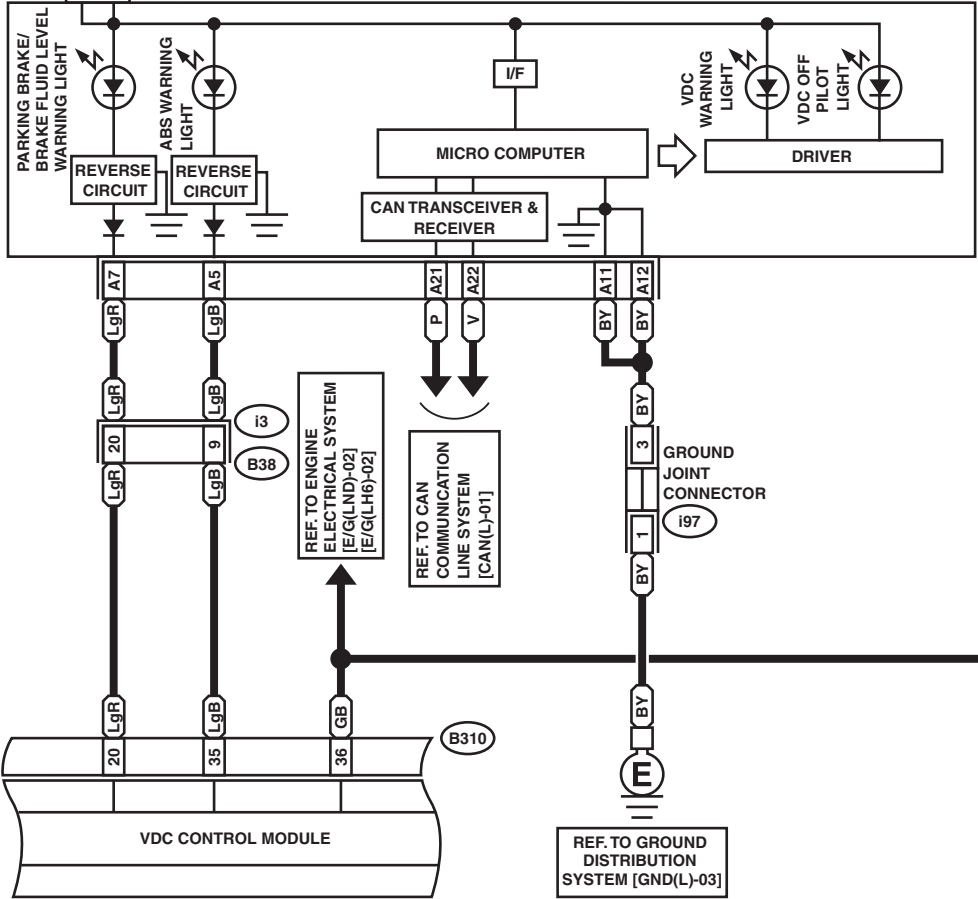 PARKING BRAKE/
BRAKE FLUID LEVEL
WARNING LIGHT
ABS WARNING
LIGHT
I/F
VDC
WARNING
LIGHT
VDC OFF
PILOT
LIGHT
MICRO COMPUTER
DRIVER
REVERSE
CIRCUIT
REVERSE
CIRCUIT
CAN TRANSCEIVER &
RECEIVER
A7
A5
A21
A22
A11
A12
LgR
LgB
P
V
BY
BY
LgR
LgB
BY
i3
20
9
B38
LgR
LgB
REF. TO ENGINE
ELECTRICAL SYSTEM
[E/G(LND)-02]
[E/G(LH6)-02]
REF. TO CAN
COMMUNICATION
LINE SYSTEM
[CAN(L)-01]
3
GROUND
JOINT
CONNECTOR
1
i97
BY
LgR
LgB
GB
BY
B310
20
35
36
E
VDC CONTROL MODULE
REF. TO GROUND
DISTRIBUTION
SYSTEM [GND(L)-03]